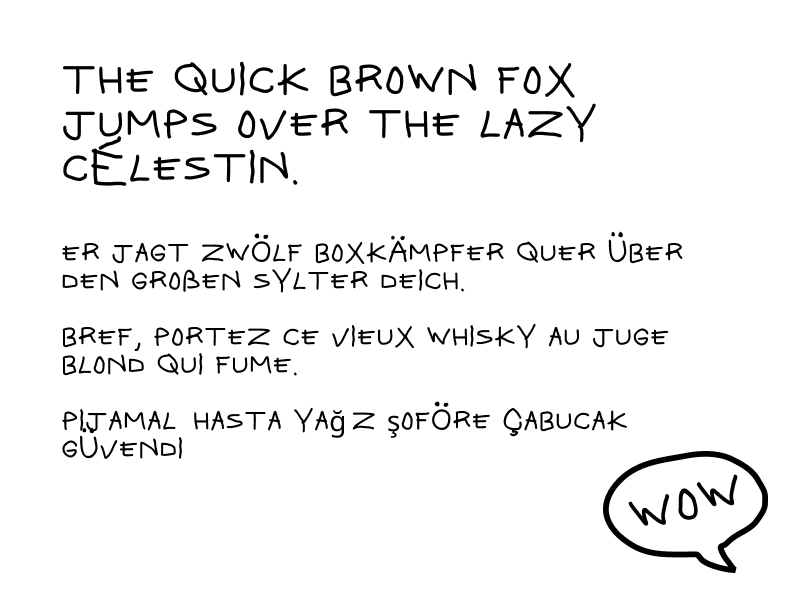 THE QUICK BROWN FOX
JUMPS OVER THE LAZY
CÉLESTIN.
ER JAGT ZWÖLF BOXKÄMPFER QUER ÜBER
DEN GROßEN SYLTER DEICH.
BREF, PORTEZ CE VIEUX WHISKY AU JUGE
BLOND QUI FUME.
PIJAMAL HASTA YAğ Z şOFÖRE ÇABUCAK
GÜVENDI
WOW